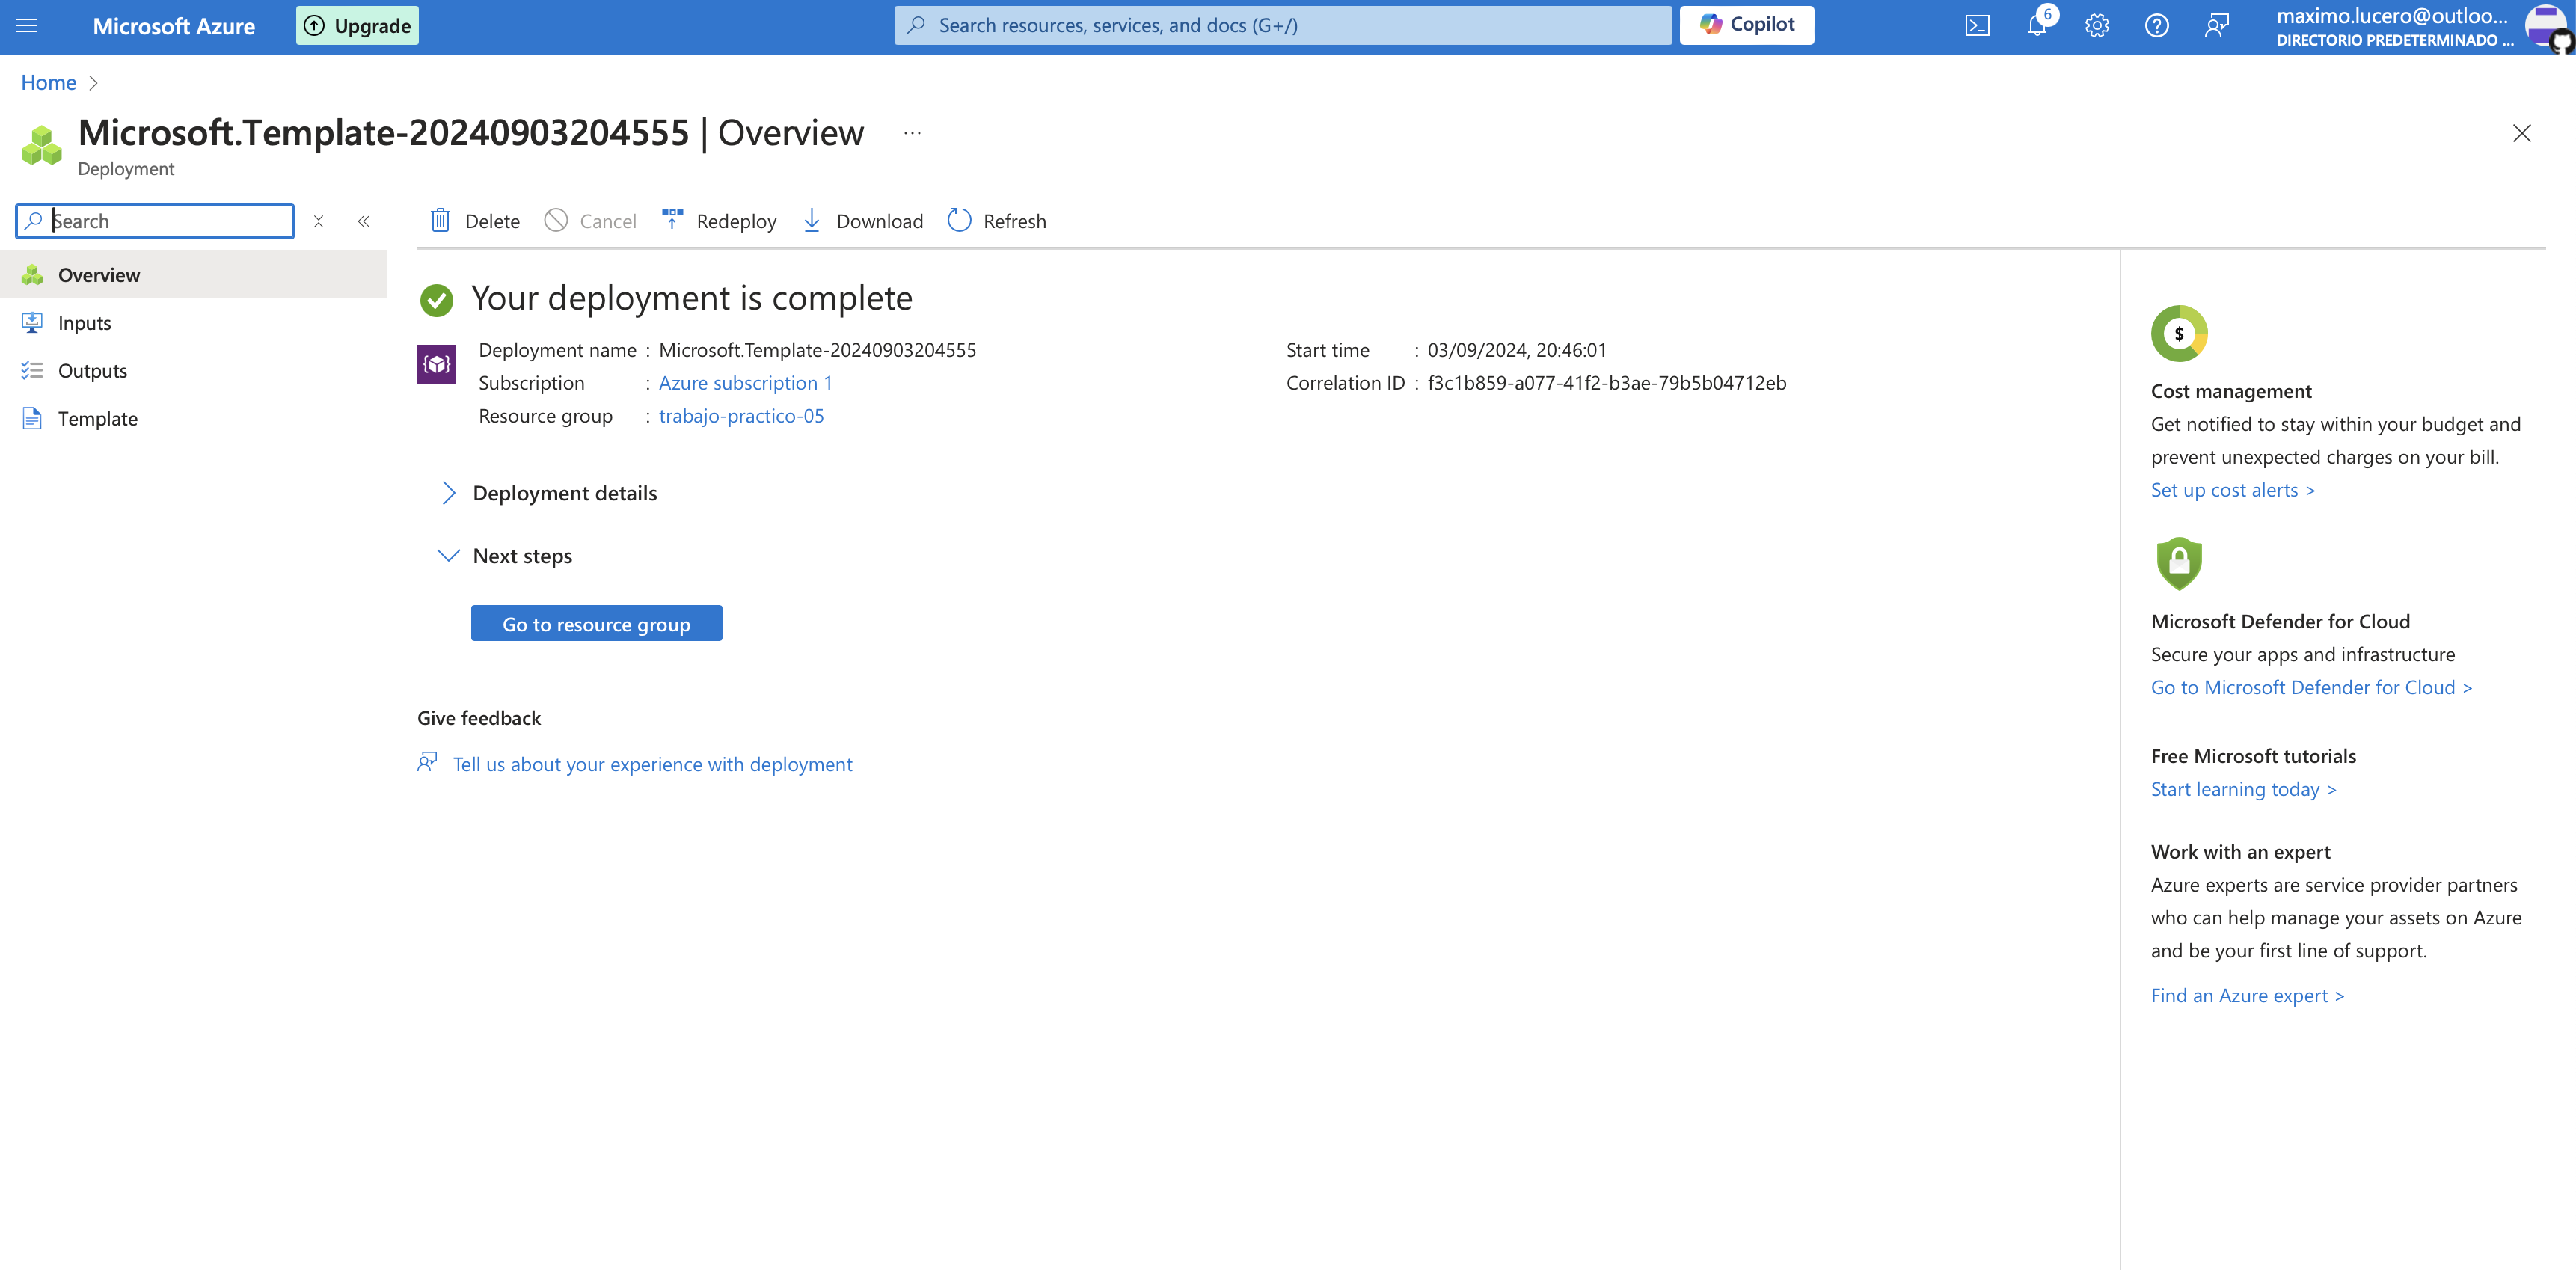 Microsoft Azure
Upgrade
Search resources, services, and docs (G+/)
Copilot
6
maximo.lucero@outloo...
DIRECTORIO PREDETERMINADO ...
Home >
Microsoft.Template-20240903204555 | Overview ...
Deployment
Search
Delete
Cancel
Redeploy
Download
Refresh
Overview
Inputs
Outputs
Template
Your deployment is complete
Deployment name : Microsoft.Template-20240903204555
Subscription : Azure subscription 1
Resource group : trabajo-practico-05
Start time : 03/09/2024, 20:46:01
Correlation ID : f3c1b859-a077-41f2-b3ae-79b5b04712eb
Deployment details
Next steps
Go to resource group
Give feedback
Tell us about your experience with deployment
$
Cost management
Get notified to stay within your budget and
prevent unexpected charges on your bill.
Set up cost alerts >
Microsoft Defender for Cloud
Secure your apps and infrastructure
Go to Microsoft Defender for Cloud >
Free Microsoft tutorials
Start learning today >
Work with an expert
Azure experts are service provider partners
who can help manage your assets on Azure
and be your first line of support.
Find an Azure expert >